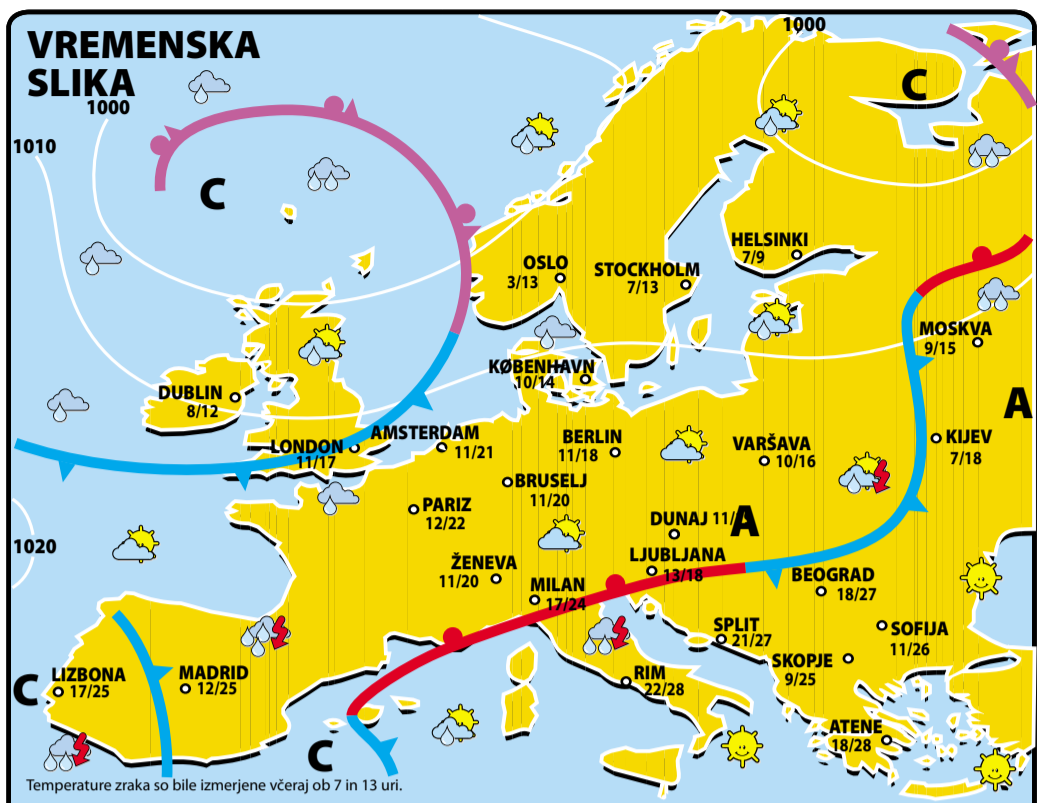 VREMENSKA
SLIKA
1000
1000
1010
C
C
OSLO
3/13
STOCKHOLM
7/13
HELSINKI
7/9
MOSKVA
9/15
KØBENHAVN
10/14
DUBLIN
8/12
A
LONDON
11/17
AMSTERDAM
11/21
BERLIN
11/18
VARŠAVA
10/16
KIJEV
7/18
BRUSELJ
11/20
PARIZ
12/22
DUNAJ 11/
A
1020
ŽENEVA
11/20
LJUBLJANA
13/18
MILAN
17/24
BEOGRAD
18/27
SPLIT
21/27
SOFIJA
11/26
SKOPJE
9/25
C
LIZBONA
17/25
MADRID
12/25
RIM
22/28
ATENE
18/28
C
Temperature zraka so bile izmerjene včeraj ob 7 in 13 uri.